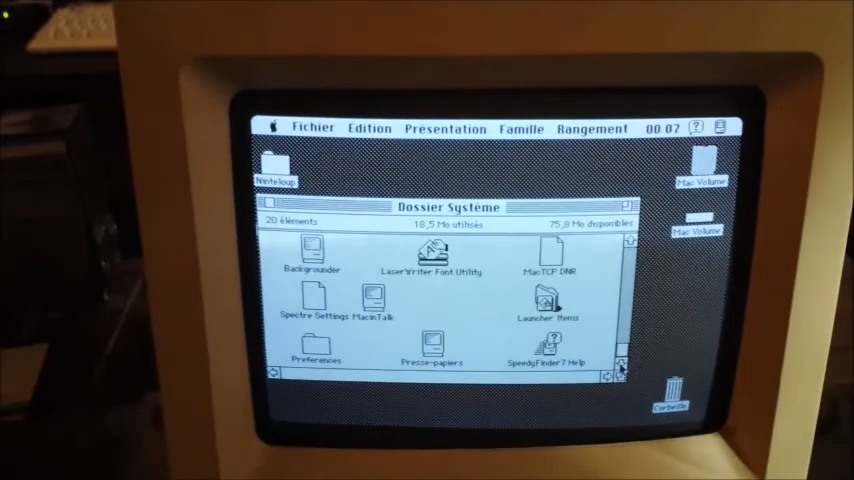 Fichier Edition Présentation Famille Rangement 00 07
Ninteloup
Mac Volume
Dossier Système
20 éléments 18,5 Mo utilisés 75,8 Mo disponibles
Mac Volume
Backgrounder LaserWriter Font Utility MacTCP DNR
Spectre Settings MacinTalk Launcher Items
Preferences Presse-papiers SpeedyFinder7 Help
Corbeille